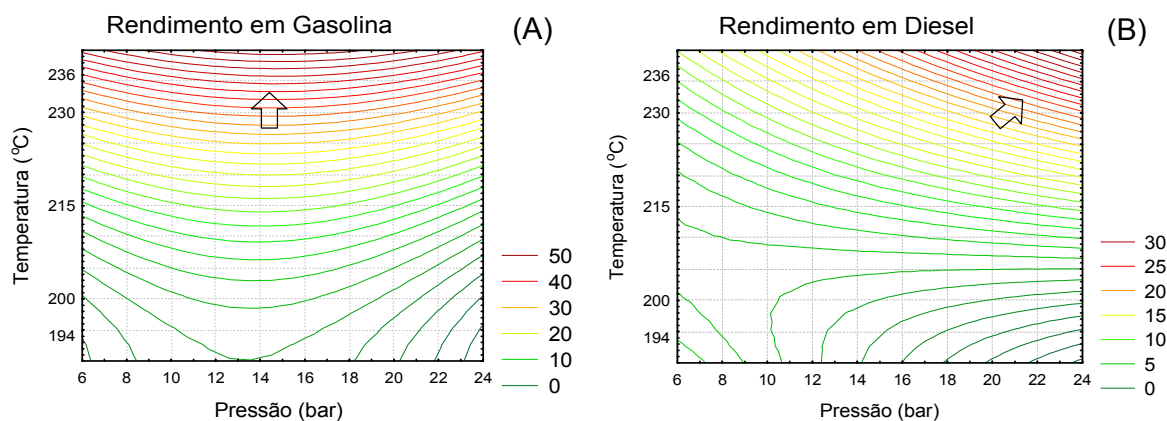 Rendimento em Gasolina
(A)
Temperatura (°C)
236
230
215
200
194
6 8 10 12 14 16 18 20 22 24
Pressão (bar)
50
40
30
20
10
0
Rendimento em Diesel
(B)
Temperatura (°C)
236
230
215
200
194
6 8 10 12 14 16 18 20 22 24
Pressão (bar)
30
25
20
15
10
5
0